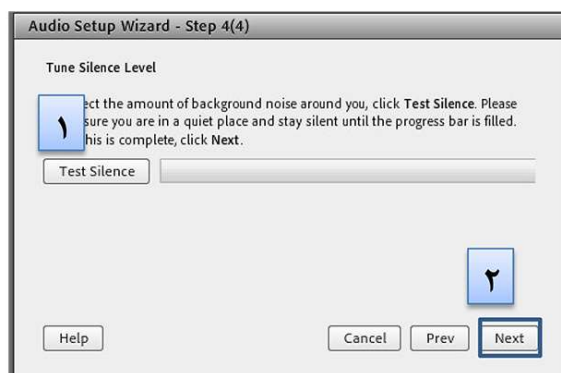 Audio Setup Wizard - Step 4(4)
Tune Silence Level
ect the amount of background noise around you, click Test Silence. Please
sure you are in a quiet place and stay silent until the progress bar is filled.
his is complete, click Next.
۱
Test Silence
۲
Help
Cancel
Prev
Next